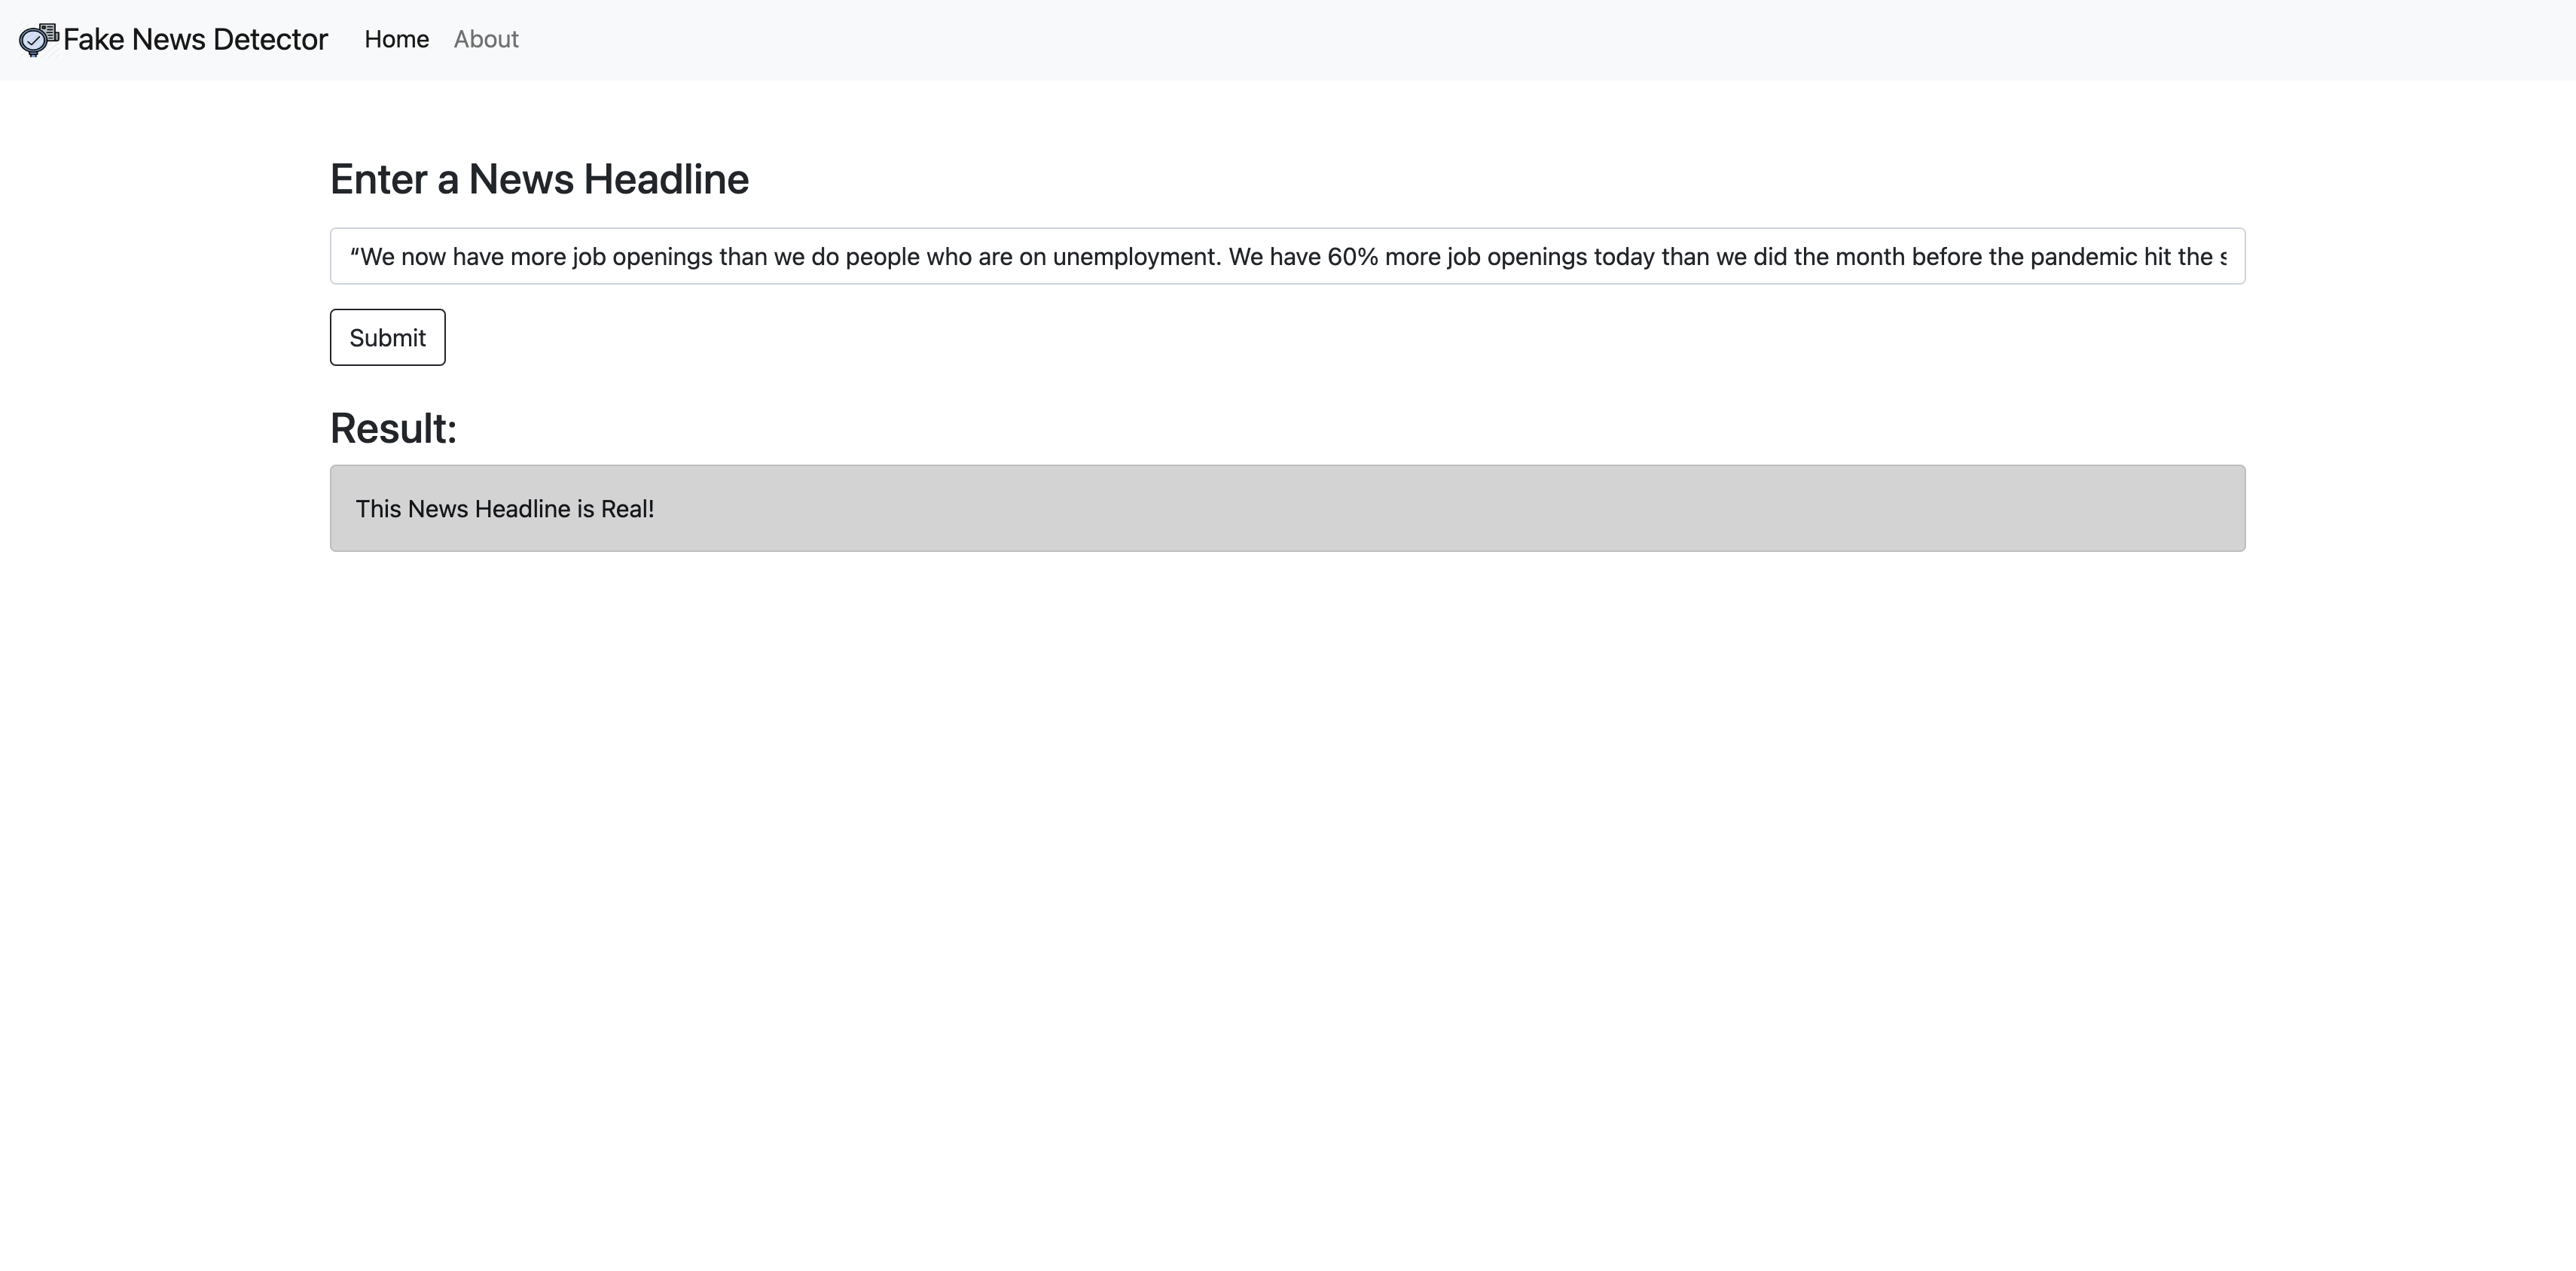 Fake News Detector Home About
Enter a News Headline
“We now have more job openings than we do people who are on unemployment. We have 60% more job openings today than we did the month before the pandemic hit the s
Submit
Result:
This News Headline is Real!